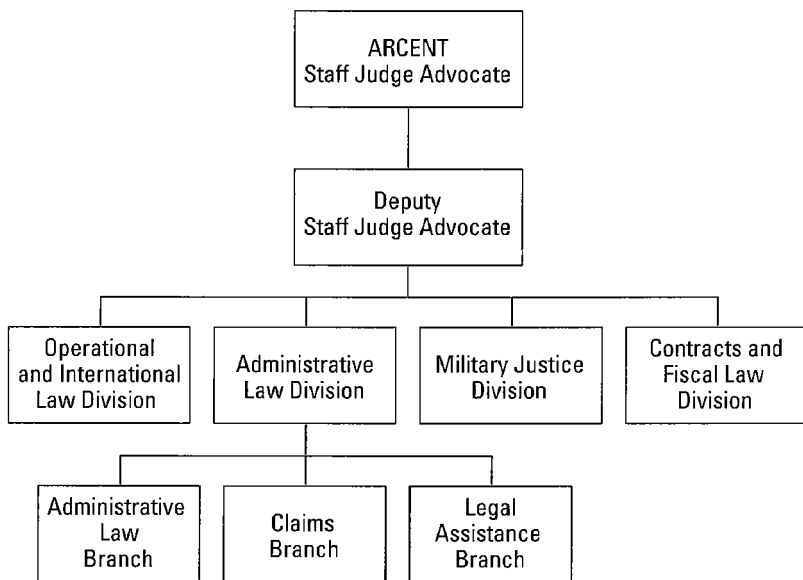 ARCENT
Staff Judge Advocate
Deputy
Staff Judge Advocate
Operational
and International
Law Division
Administrative
Law Division
Military Justice
Division
Contracts and
Fiscal Law
Division
Administrative
Law
Branch
Claims
Branch
Legal
Assistance
Branch